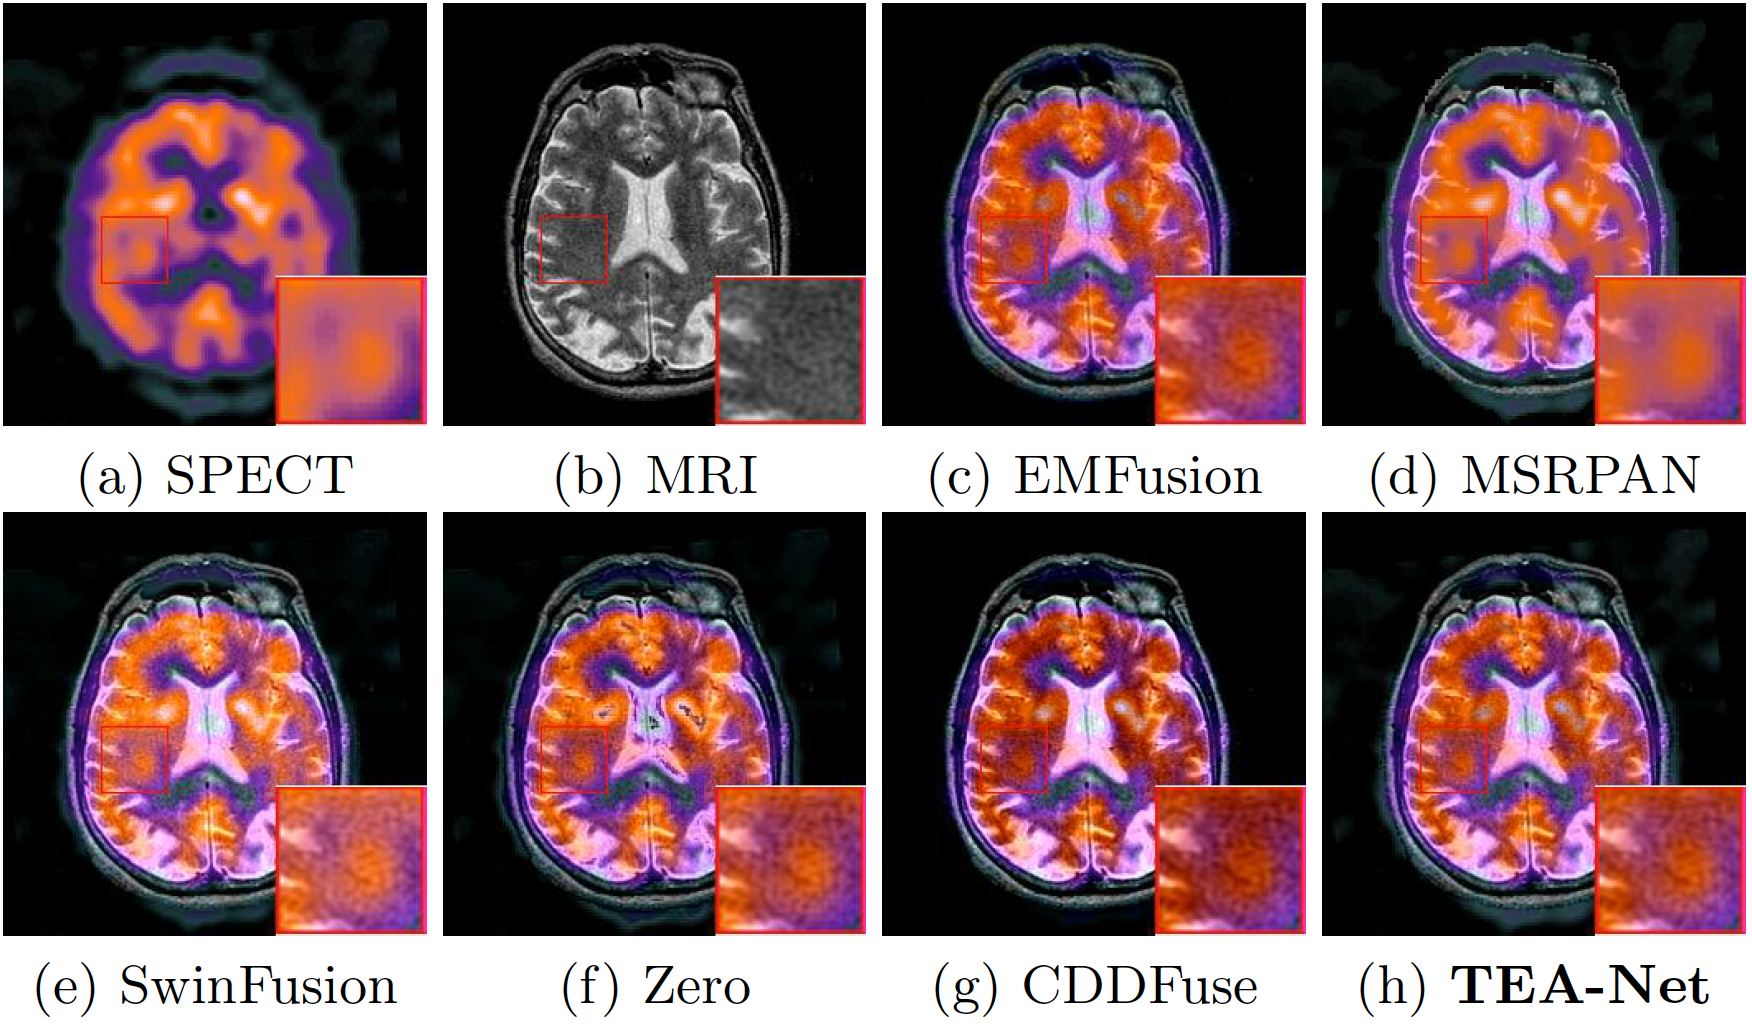 (a) SPECT (b) MRI (c) EMFusion (d) MSRPAN
(e) SwinFusion (f) Zero (g) CDDFuse (h) TEA-Net